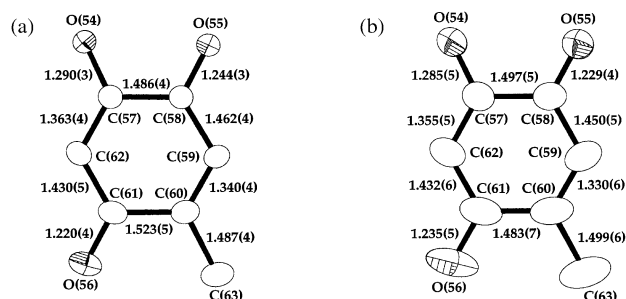 (a)
O(54)
O(55)
1.290(3)
1.486(4)
1.244(3)
1.363(4)
C(57)
C(58)
1.462(4)
C(62)
C(59)
1.430(5)
C(61)
C(60)
1.340(4)
1.220(4)
1.523(5)
1.487(4)
O(56)
C(63)
(b)
O(54)
O(55)
1.285(5)
1.497(5)
1.229(4)
1.355(5)
C(57)
C(58)
1.450(5)
C(62)
C(59)
1.432(6)
C(61)
C(60)
1.330(6)
1.235(5)
1.483(7)
1.499(6)
O(56)
C(63)